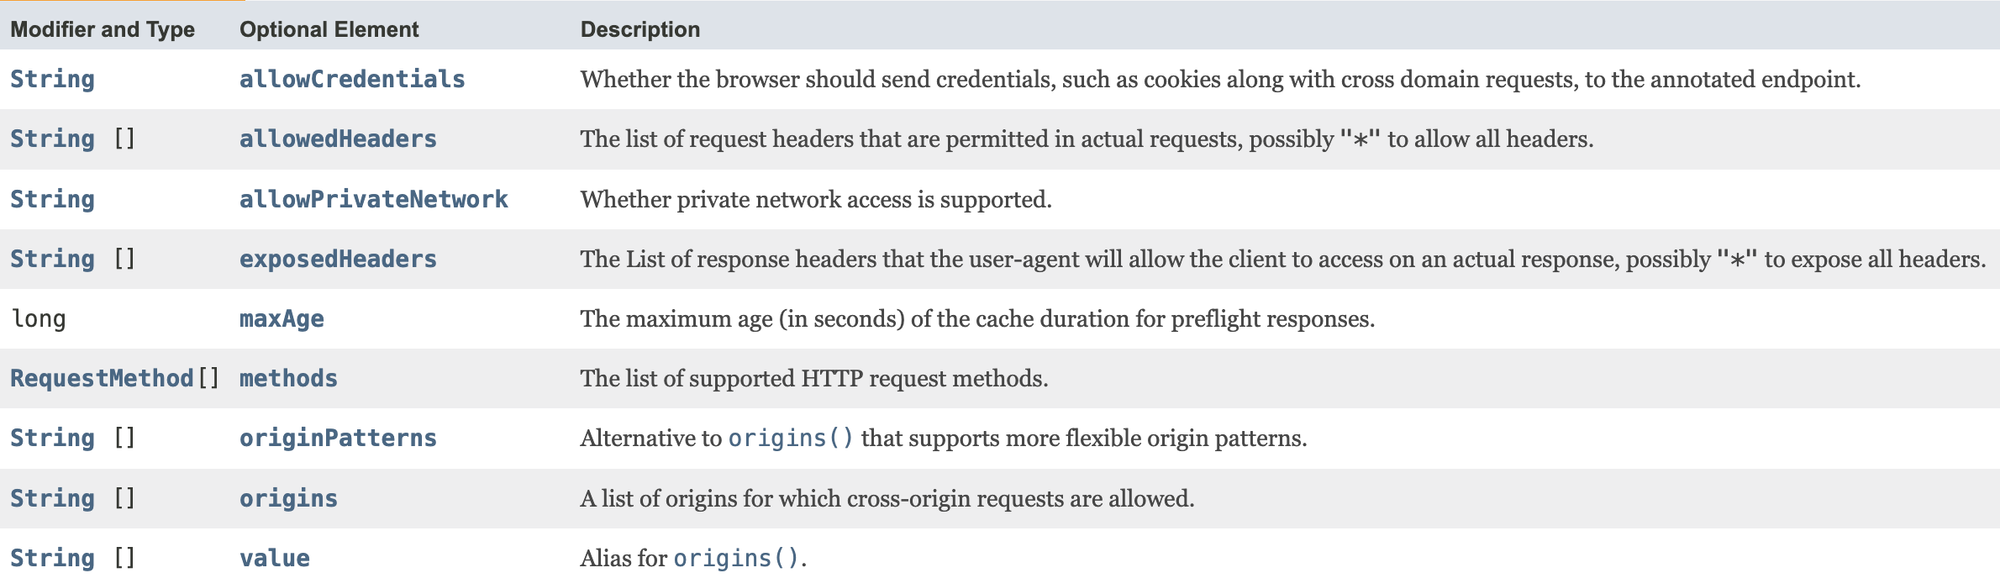 Modifier and Type Optional Element Description
String allowCredentials Whether the browser should send credentials, such as cookies along with cross domain requests, to the annotated endpoint.
String [] allowedHeaders The list of request headers that are permitted in actual requests, possibly "*" to allow all headers.
String allowPrivateNetwork Whether private network access is supported.
String [] exposedHeaders The List of response headers that the user-agent will allow the client to access on an actual response, possibly "*" to expose all headers.
long maxAge The maximum age (in seconds) of the cache duration for preflight responses.
RequestMethod[] methods The list of supported HTTP request methods.
String [] originPatterns Alternative to origins() that supports more flexible origin patterns.
String [] origins A list of origins for which cross-origin requests are allowed.
String [] value Alias for origins().